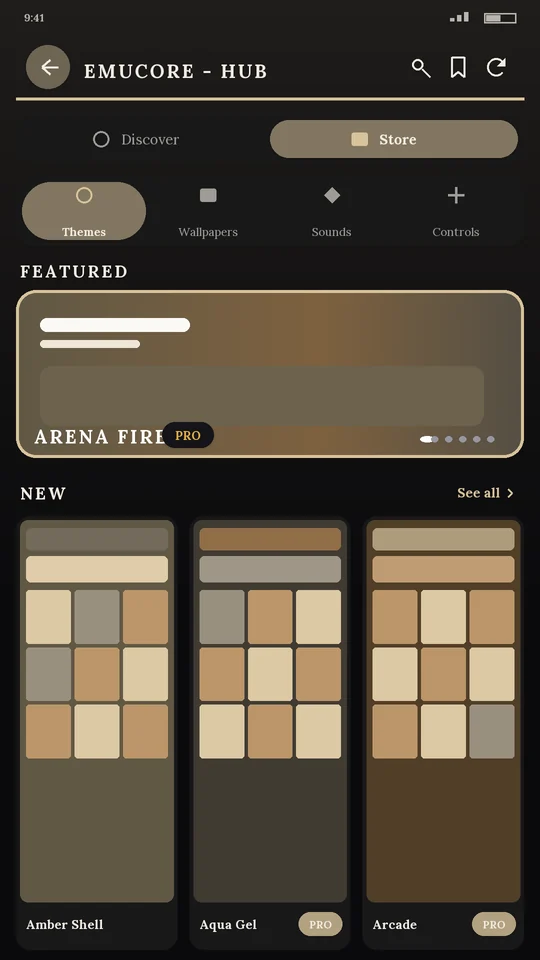 9:41
EMUCORE - HUB
Discover
Store
Themes
Wallpapers
Sounds
Controls
FEATURED
ARENA FIRE
PRO
NEW
See all
Amber Shell
Aqua Gel
PRO
Arcade
PRO